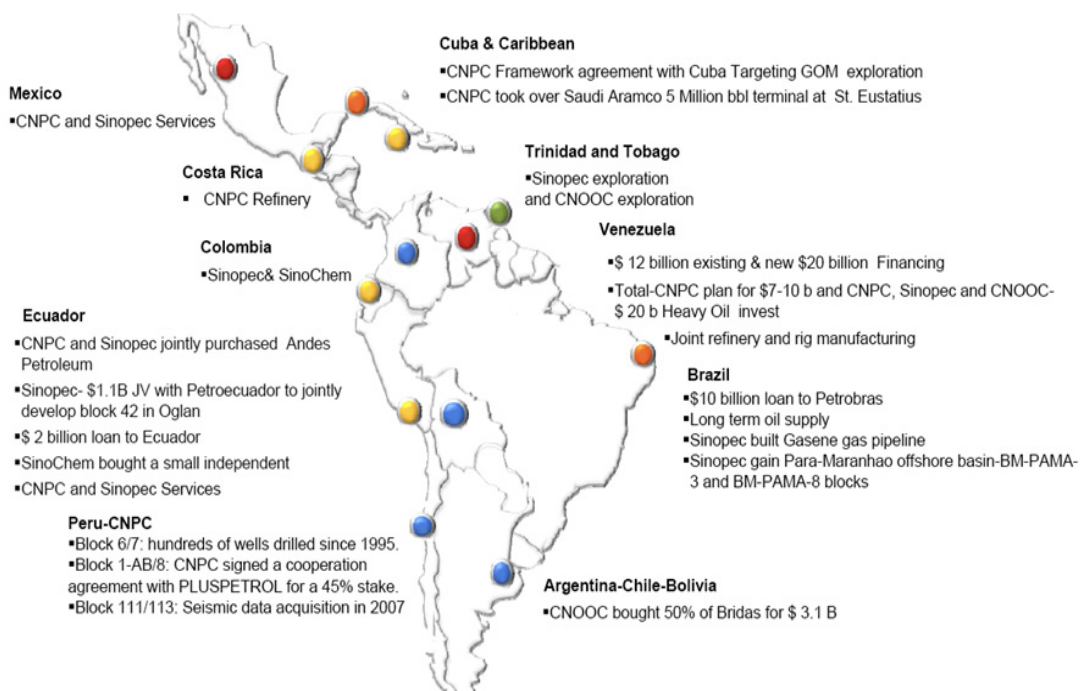 Cuba & Caribbean
▪CNPC Framework agreement with Cuba Targeting GOM exploration
▪CNPC took over Saudi Aramco 5 Million bbl terminal at St. Eustatius
Mexico
▪CNPC and Sinopec Services
Trinidad and Tobago
▪Sinopec exploration
and CNOOC exploration
Costa Rica
▪ CNPC Refinery
Venezuela
▪$ 12 billion existing & new $20 billion Financing
▪Total-CNPC plan for $7-10 b and CNPC, Sinopec and CNOOC-
$ 20 b Heavy Oil invest
▪Joint refinery and rig manufacturing
Colombia
▪Sinopec& SinoChem
Ecuador
▪CNPC and Sinopec jointly purchased Andes
Petroleum
▪Sinopec- $1.1B JV with Petroecuador to jointly
develop block 42 in Oglan
▪$ 2 billion loan to Ecuador
▪SinoChem bought a small independent
▪CNPC and Sinopec Services
Brazil
▪$10 billion loan to Petrobras
▪Long term oil supply
▪Sinopec built Gasene gas pipeline
▪Sinopec gain Para-Maranhao offshore basin-BM-PAMA-
3 and BM-PAMA-8 blocks
Peru-CNPC
▪Block 6/7: hundreds of wells drilled since 1995.
▪Block 1-AB/8: CNPC signed a cooperation
agreement with PLUSPETROL for a 45% stake.
▪Block 111/113: Seismic data acquisition in 2007
Argentina-Chile-Bolivia
▪CNOOC bought 50% of Bridas for $ 3.1 B